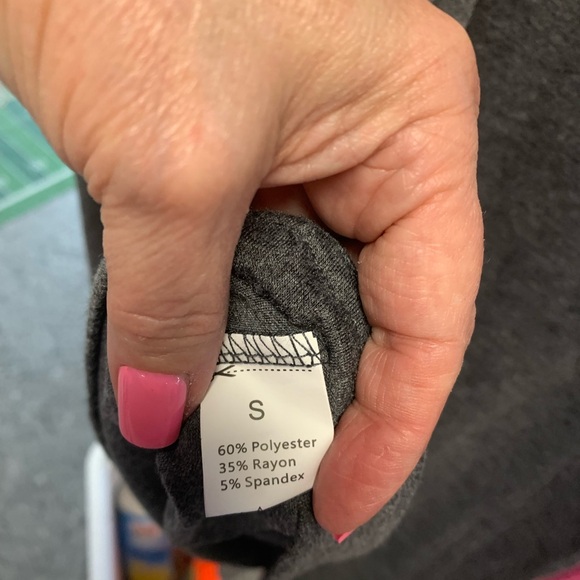 S
60% Polyester
35% Rayon
5% Spandex